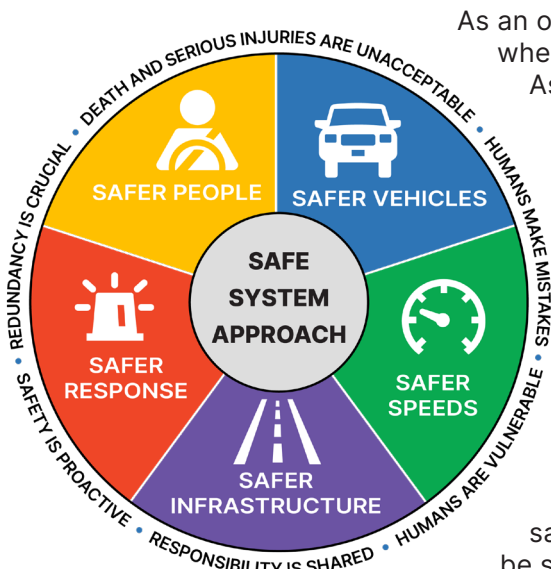 As an o
whe
As
DEATH AND SERIOUS INJURIES ARE UNACCEPTABLE
HUMANS MAKE MISTAKES
HUMANS ARE VULNERABLE
RESPONSIBILITY IS SHARED
SAFETY IS PROACTIVE
REDUNDANCY IS CRUCIAL
SAFER PEOPLE
SAFER VEHICLES
SAFE
SYSTEM
APPROACH
SAFER
RESPONSE
SAFER
SPEEDS
SAFER
INFRASTRUCTURE
sa
be s